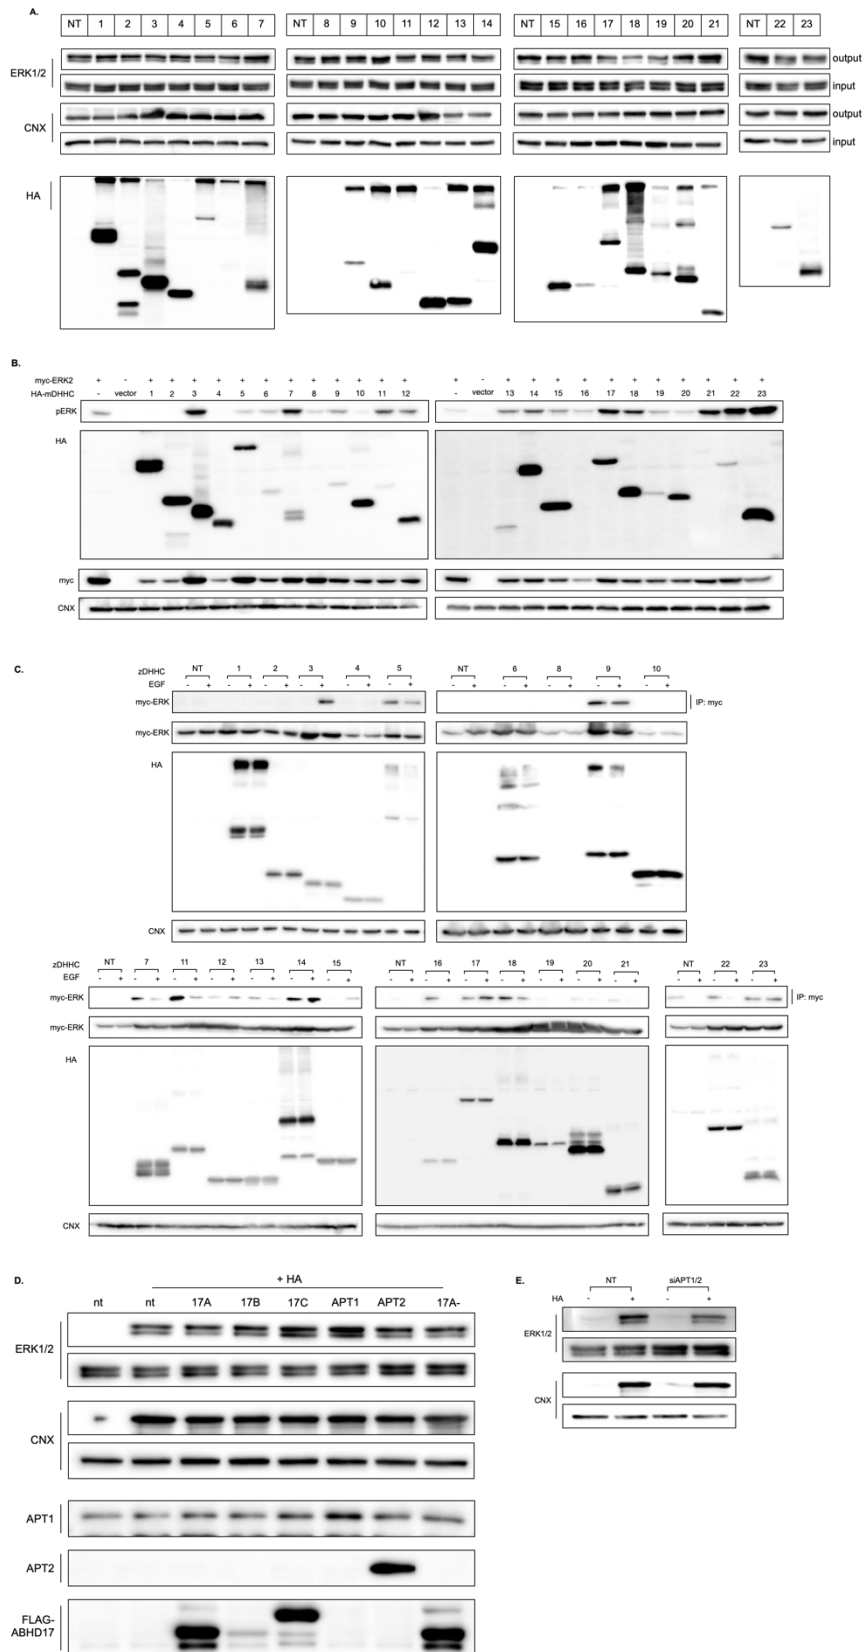 A.
NT 1 2 3 4 5 6 7 NT 8 9 10 11 12 13 14 NT 15 16 17 18 19 20 21 NT 22 23
ERK1/2 output
input
CNX output
input
HA
B.
myc-ERK2 + - + + + + + + + + + + + + + - + + + + + + + + + + +
HA-mDHHC - vector 1 2 3 4 5 6 7 8 9 10 11 12 - vector 13 14 15 16 17 18 19 20 21 22 23
pERK
HA
myc
CNX
C.
zDHHC NT 1 2 3 4 5 NT 6 8 9 10
EGF - + - + - + - + - + - + - + - + - + - + - +
myc-ERK IP: myc
myc-ERK
HA
CNX
zDHHC NT 7 11 12 13 14 15 NT 16 17 18 19 20 21 NT 22 23
EGF - + - + - + - + - + - + - + - + - + - + - + - + - + - + - + - + - +
myc-ERK IP: myc
myc-ERK
HA
CNX
D.
+ HA
nt nt 17A 17B 17C APT1 APT2 17A-
ERK1/2
CNX
APT1
APT2
FLAG-
ABHD17
E.
NT siAPT1/2
HA - + - +
ERK1/2
CNX